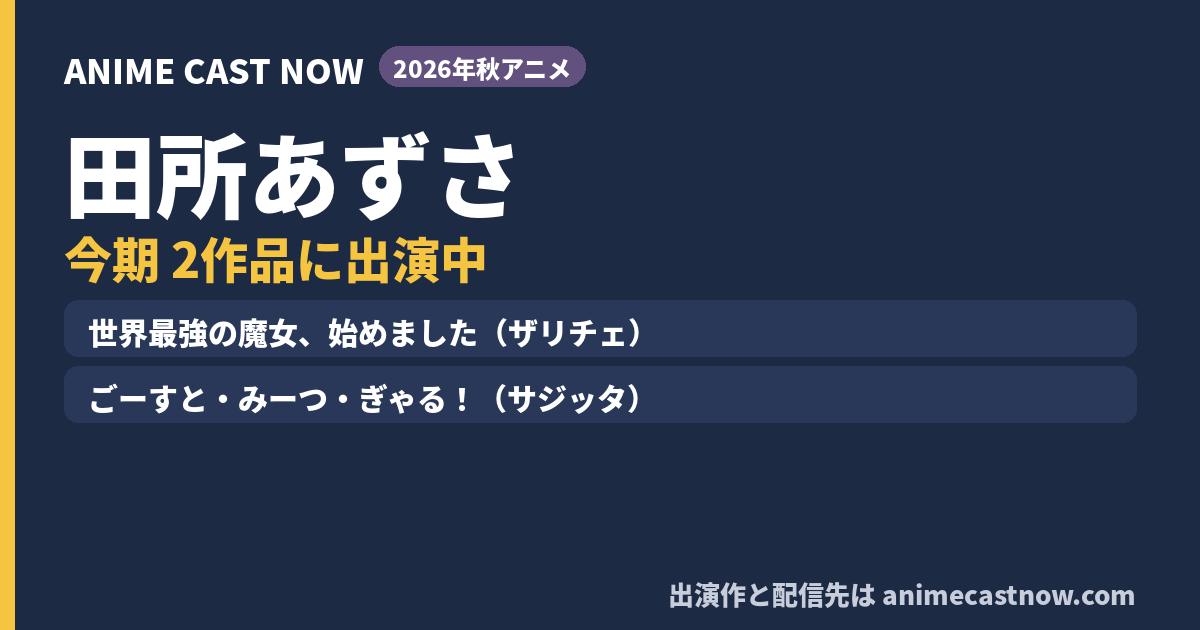 ANIME CAST NOW 2026年秋アニメ
田所あずさ
今期 2作品に出演中
世界最強の魔女、始めました（ザリチェ）
ごーすと・みーつ・ぎゃる！（サジッタ）
出演作と配信先は animecastnow.com